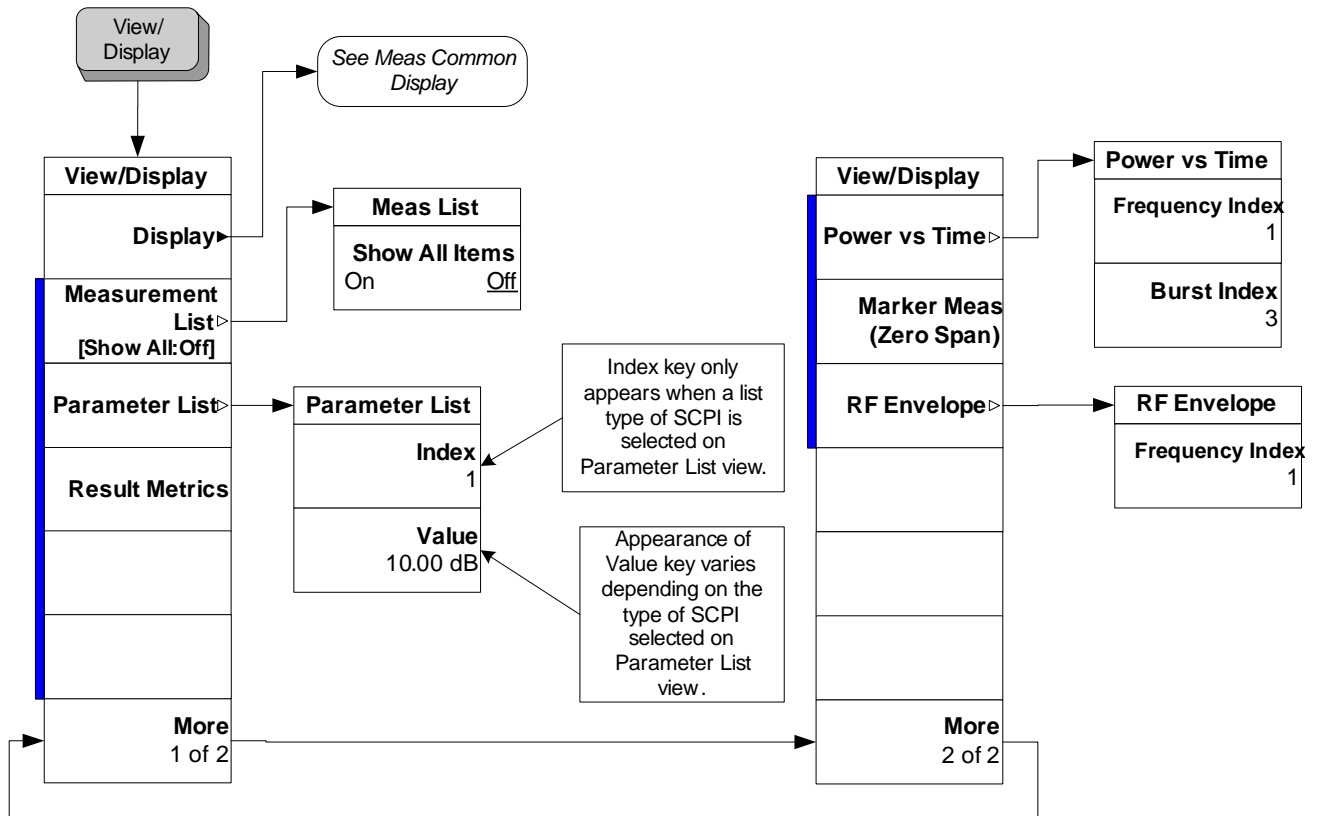 View/
Display
See Meas Common
Display
View/Display
Display
Measurement
List
[Show All:Off]
Parameter List
Result Metrics
More
1 of 2
Meas List
Show All Items
On Off
Parameter List
Index
1
Value
10.00 dB
Index key only
appears when a list
type of SCPI is
selected on
Parameter List view.
Appearance of
Value key varies
depending on the
type of SCPI
selected on
Parameter List
view.
View/Display
Power vs Time
Marker Meas
(Zero Span)
RF Envelope
More
2 of 2
Power vs Time
Frequency Index
1
Burst Index
3
RF Envelope
Frequency Index
1